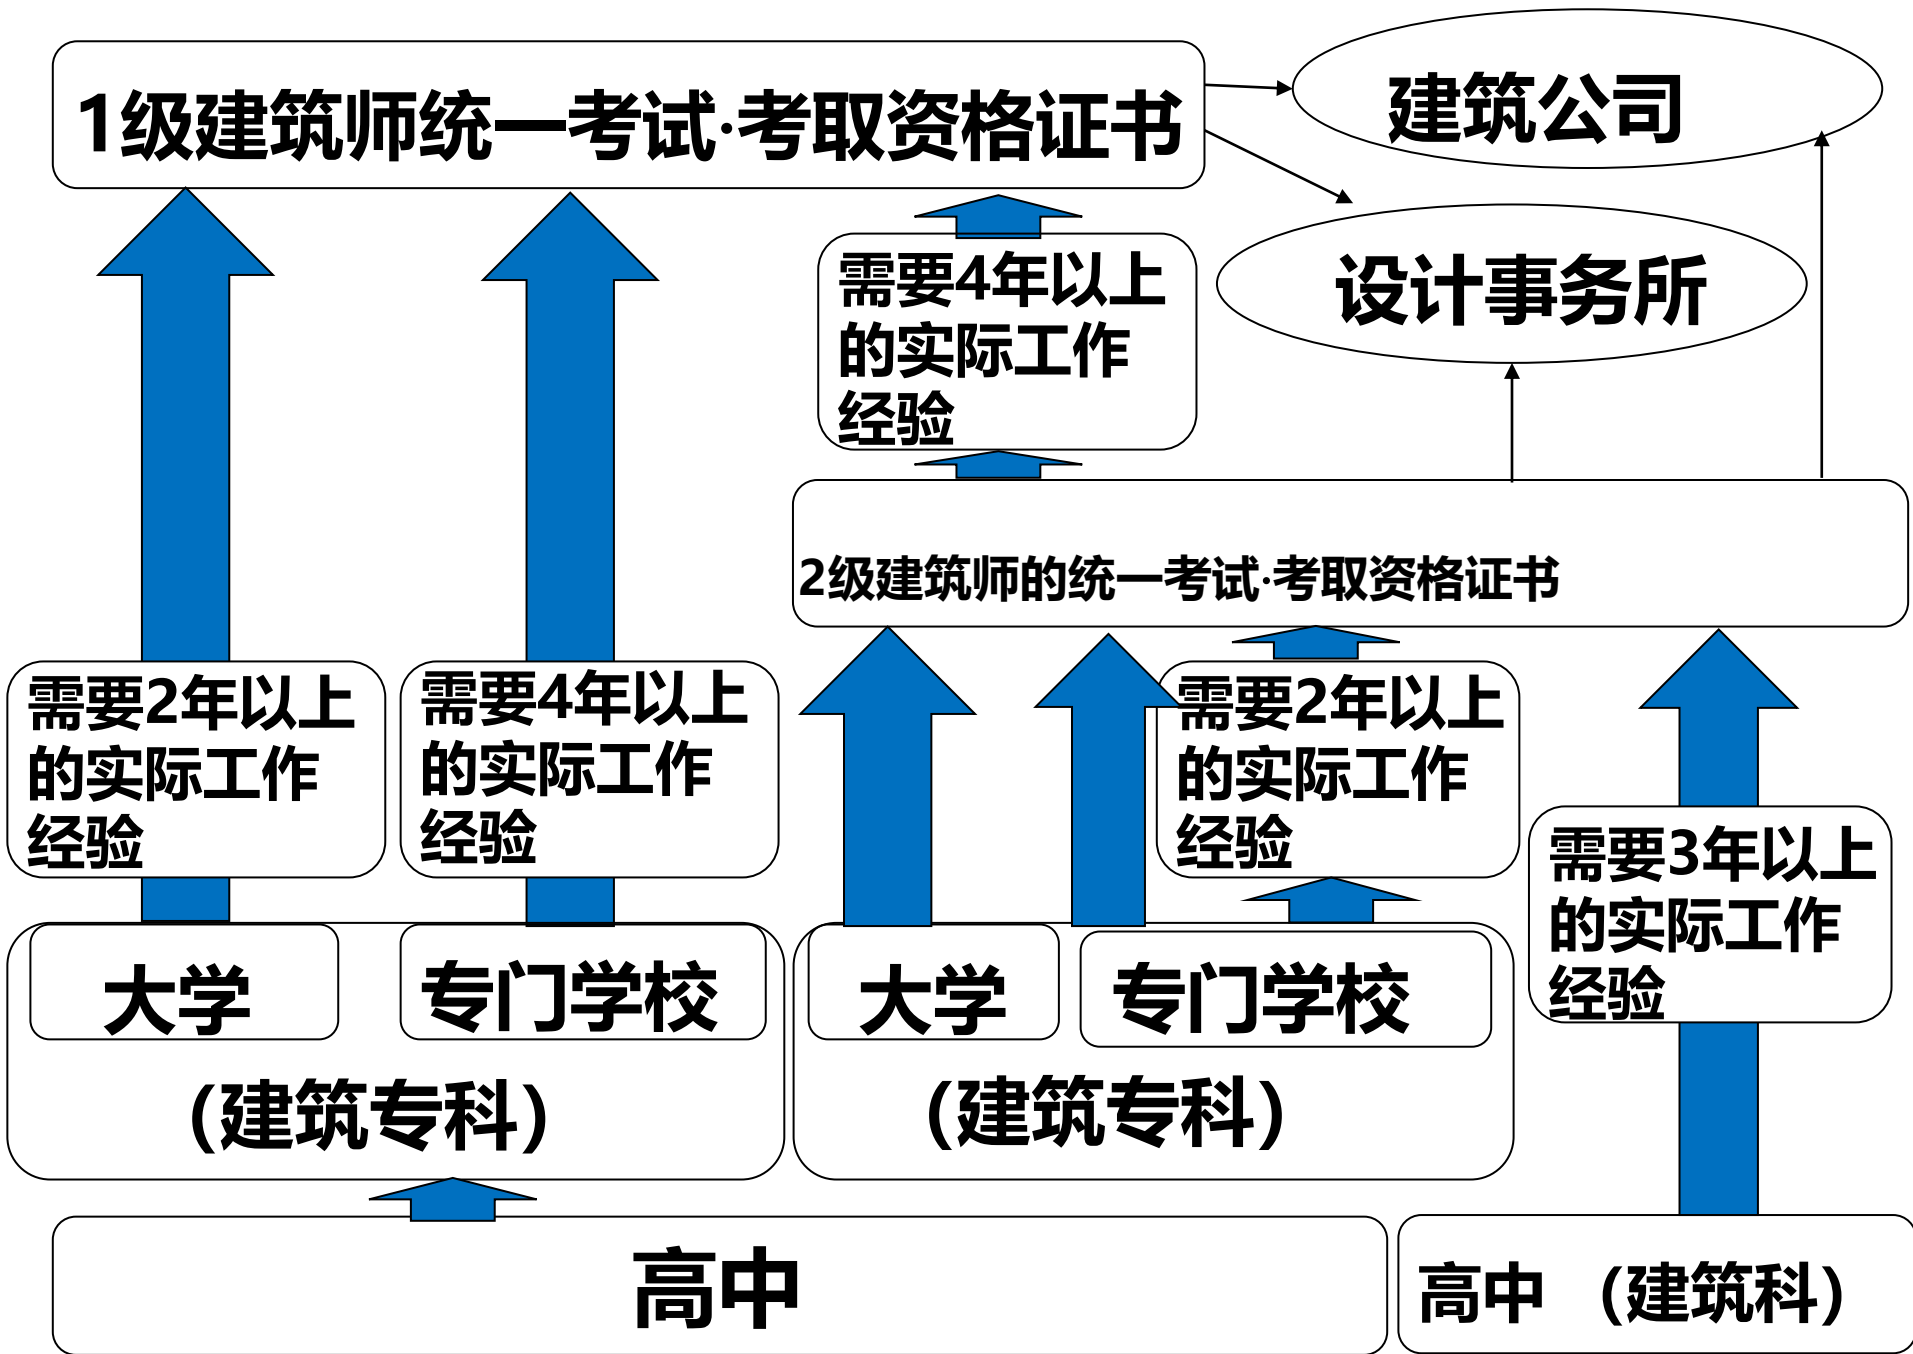 1级建筑师统一考试·考取资格证书
建筑公司
设计事务所
需要4年以上
的实际工作
经验
2级建筑师的统一考试·考取资格证书
需要2年以上
的实际工作
经验
需要4年以上
的实际工作
经验
需要2年以上
的实际工作
经验
需要3年以上
的实际工作
经验
大学
专门学校
（建筑专科）
大学
专门学校
（建筑专科）
高中
高中 （建筑科）